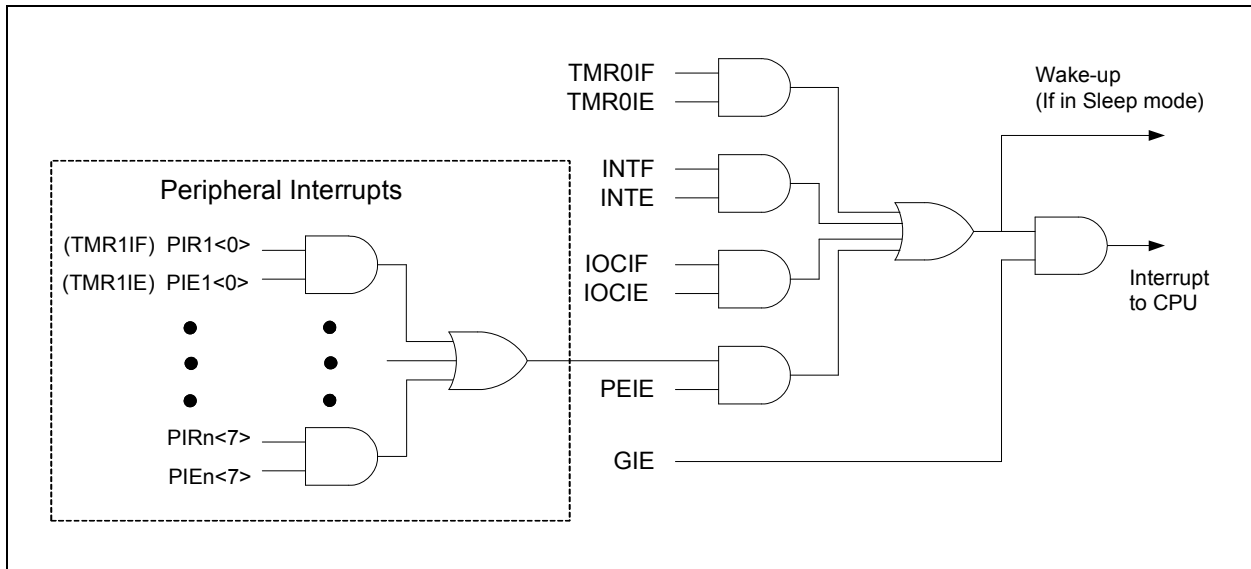 TMR0IF
TMR0IE
Wake-up
(If in Sleep mode)
INTF
INTE
Peripheral Interrupts
(TMR1IF) PIR1<0>
(TMR1IE) PIE1<0>
IOCIF
IOCIE
Interrupt
to CPU
PEIE
PIRn<7>
PIEn<7>
GIE